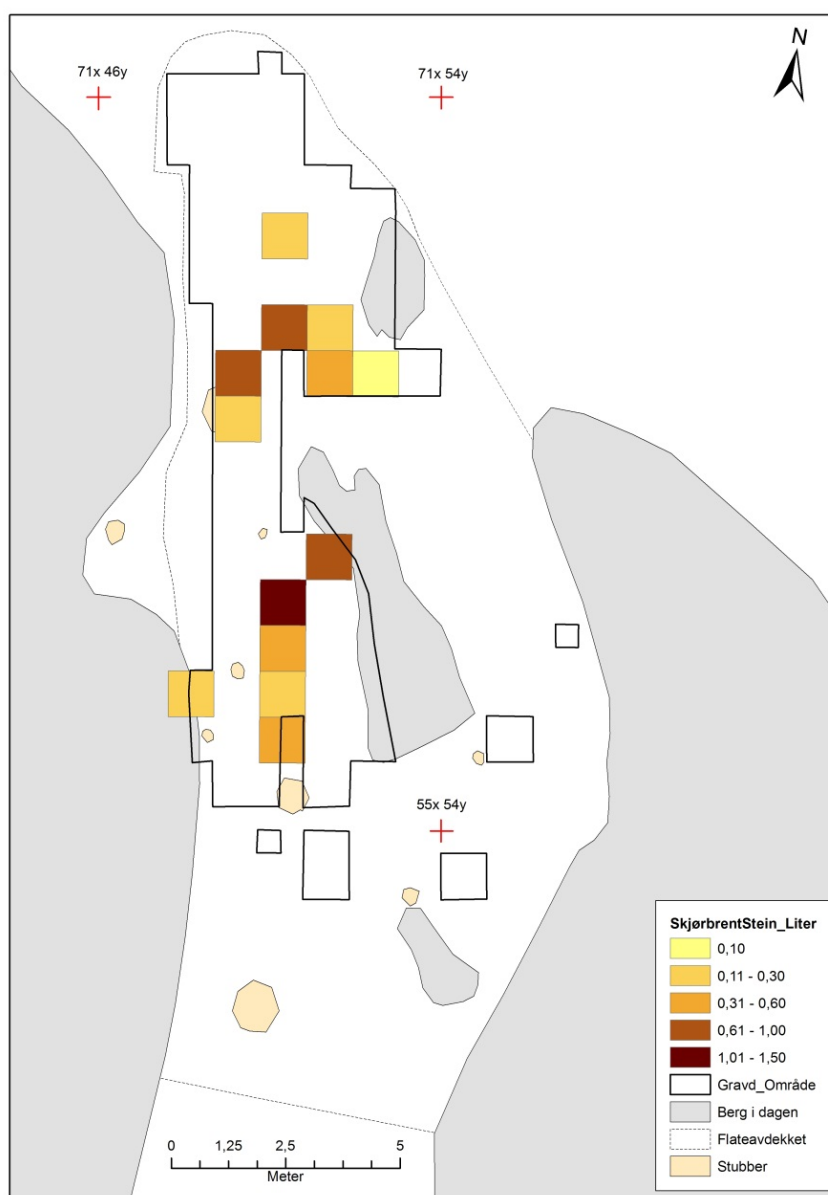 N
71x 46y
71x 54y
55x 54y
SkjørbrentStein_Liter
0,10
0,11 - 0,30
0,31 - 0,60
0,61 - 1,00
1,01 - 1,50
Gravd_Område
Berg i dagen
Flateavdekket
Stubber
0 1,25 2,5 5
Meter